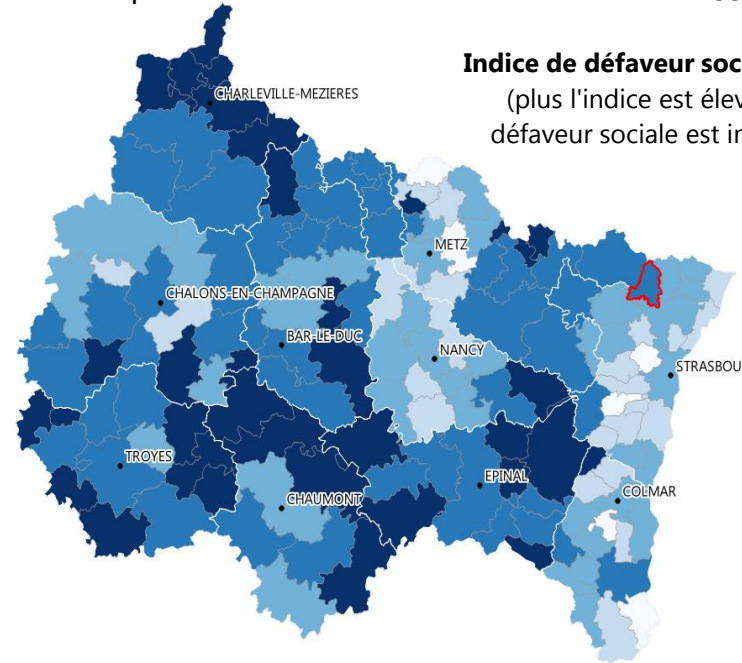 Indice de défaveur soc
(plus l'indice est élev
défaveur sociale est in
CHARLEVILLE-MEZIERES
METZ
CHALONS-EN-CHAMPAGNE
BAR-LE-DUC
NANCY
STRASBOU
TROYES
EPINAL
CHAUMONT
COLMAR